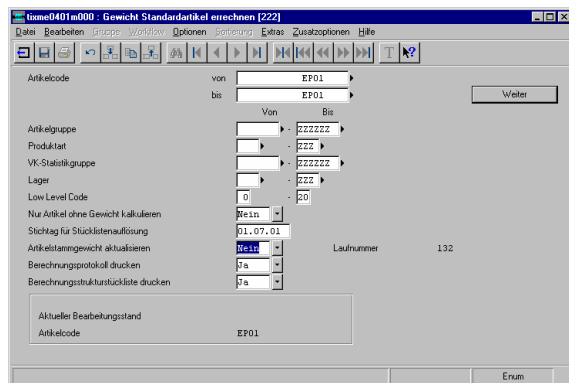 tixme0401m000 : Gewicht Standardartikel errechnen [222]
Datei Bearbeiten Gruppe Workflow Optionen Sortierung Extras Zusatzoptionen Hilfe
Artikelcode von EP01
bis EP01 Weiter
Von Bis
Artikelgruppe - ZZZZZZ
Produktart - ZZZ
VK-Statistikgruppe - ZZZZZZ
Lager - ZZZ
Low Level Code 0 - 20
Nur Artikel ohne Gewicht kalkulieren Nein
Stichtag für Stücklistenauflösung 01.07.01
Artikelstammgewicht aktualisieren Nein Laufnummer 132
Berechnungsprotokoll drucken Ja
Berechnungsstrukturstückliste drucken Ja
Aktueller Bearbeitungsstand
Artikelcode EP01
Enum